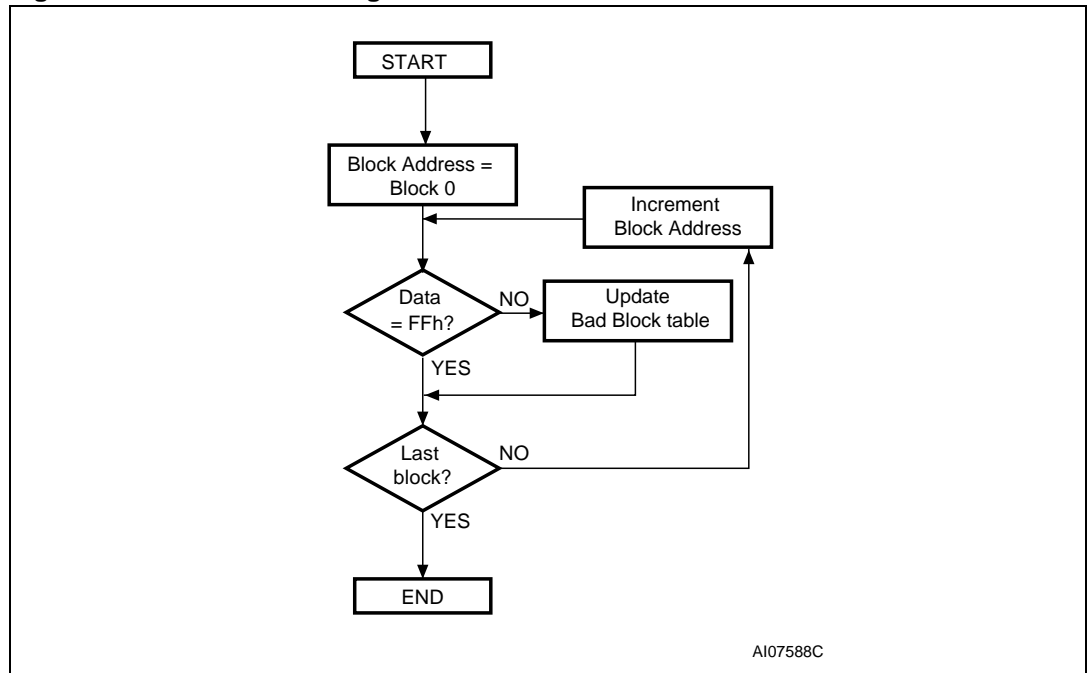 START
Block Address =
Block 0
Increment
Block Address
Data
= FFh?
NO
Update
Bad Block table
YES
Last
block?
NO
YES
END
AI07588C